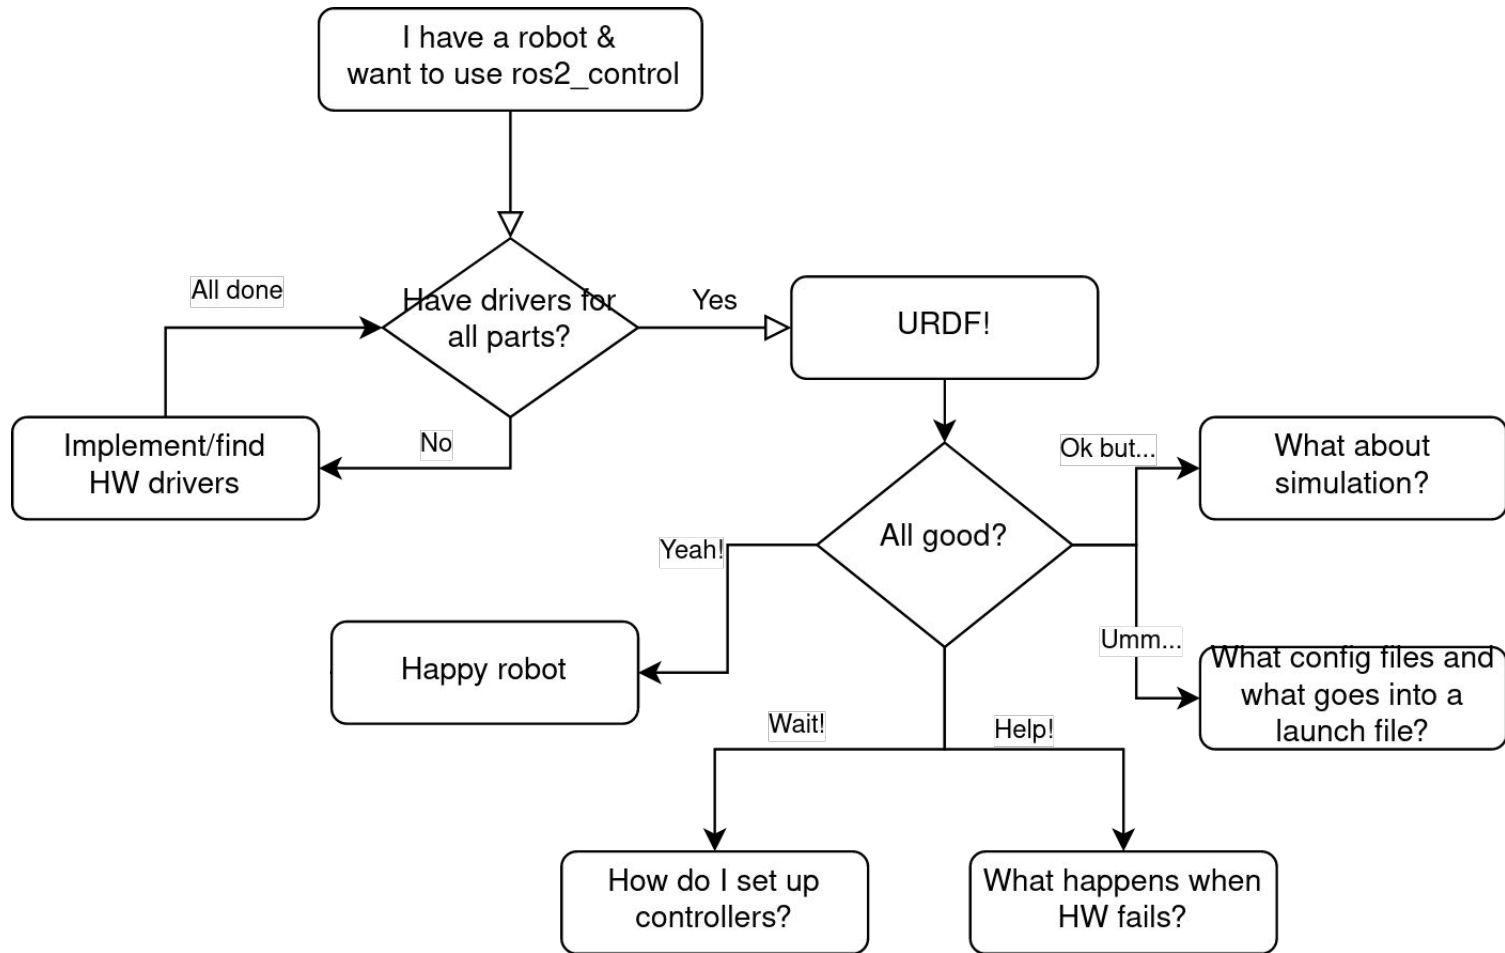 I have a robot &
want to use ros2_control
All done
Have drivers for
all parts?
Yes
URDF!
Implement/find
HW drivers
No
Ok but...
What about
simulation?
All good?
Yeah!
Umm...
What config files and
what goes into a
launch file?
Happy robot
Wait!
Help!
How do I set up
controllers?
What happens when
HW fails?